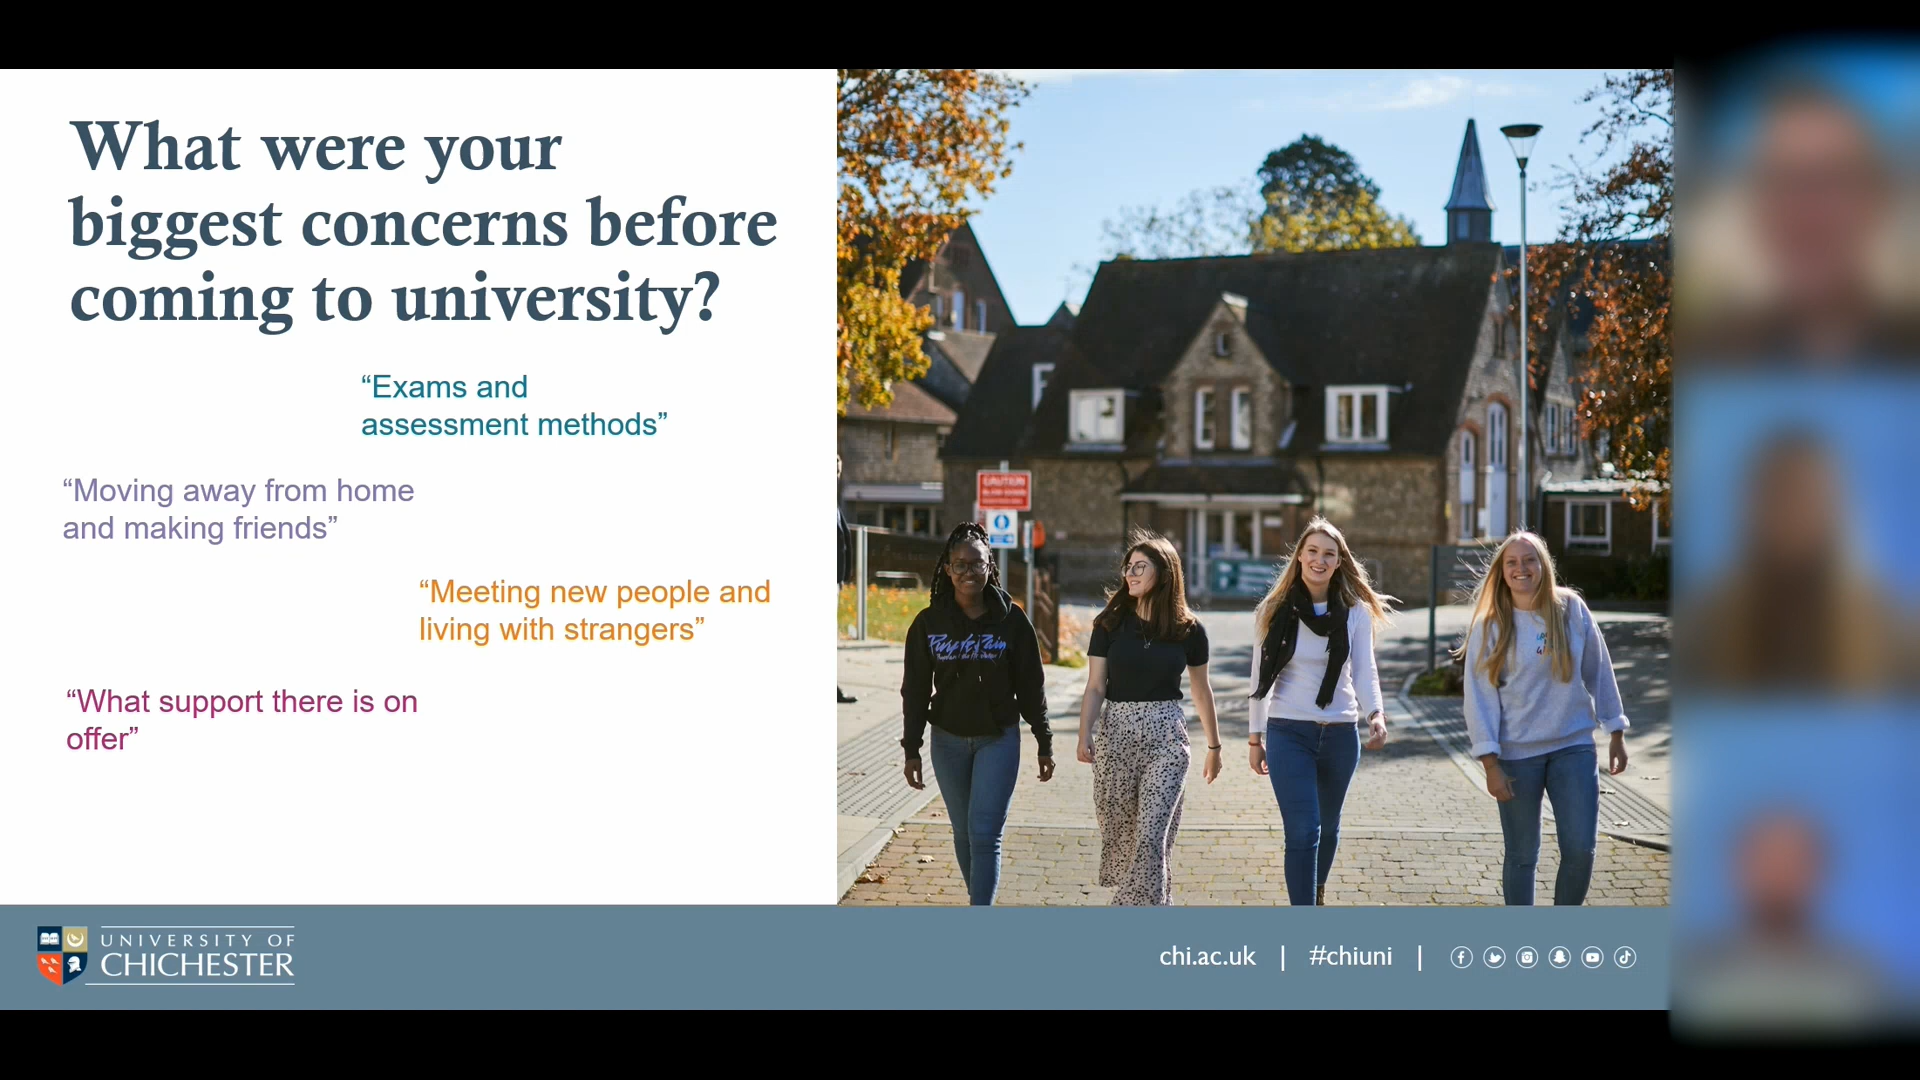 What were your
biggest concerns before
coming to university?
“Exams and
assessment methods”
“Moving away from home
and making friends”
“Meeting new people and
living with strangers”
“What support there is on
offer”
CAUTION
UNIVERSITY OF
CHICHESTER
chi.ac.uk | #chiuni |